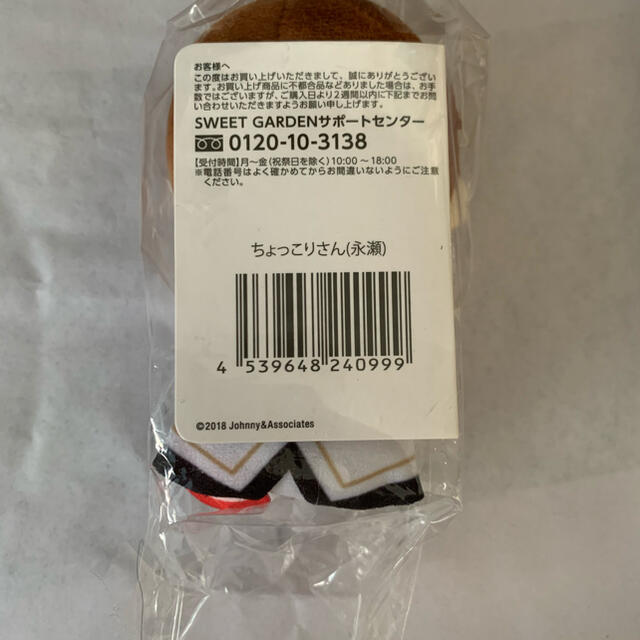 お客様へ
この度はお買い上げいただきまして、誠にありがとうござい
ます。お買い上げ商品に不都合品などありました場合は、お手
数ではございますが、ご購入日より2週間以内に下記までお問
い合わせいただきますようお願い申し上げます。
SWEET GARDENサポートセンター
0120-10-3138
【受付時間】月～金(祝祭日を除く)10:00～18:00
※電話番号はよく確かめてからお間違いないようにご注意
ください。
ちょっこりさん(永瀬)
4 539648 240999
©2018 Johnny&Associates